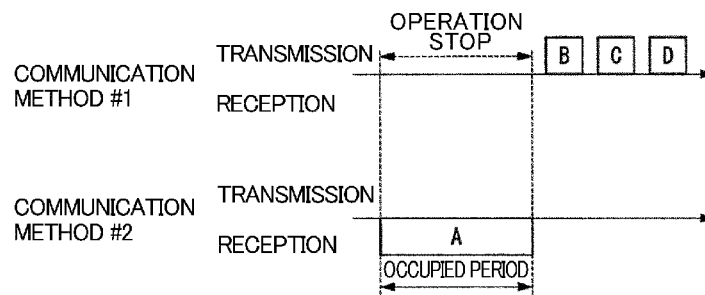 OPERATION
STOP
COMMUNICATION
METHOD #1
TRANSMISSION
B C D
RECEPTION
COMMUNICATION
METHOD #2
TRANSMISSION
RECEPTION
A
OCCUPIED PERIOD